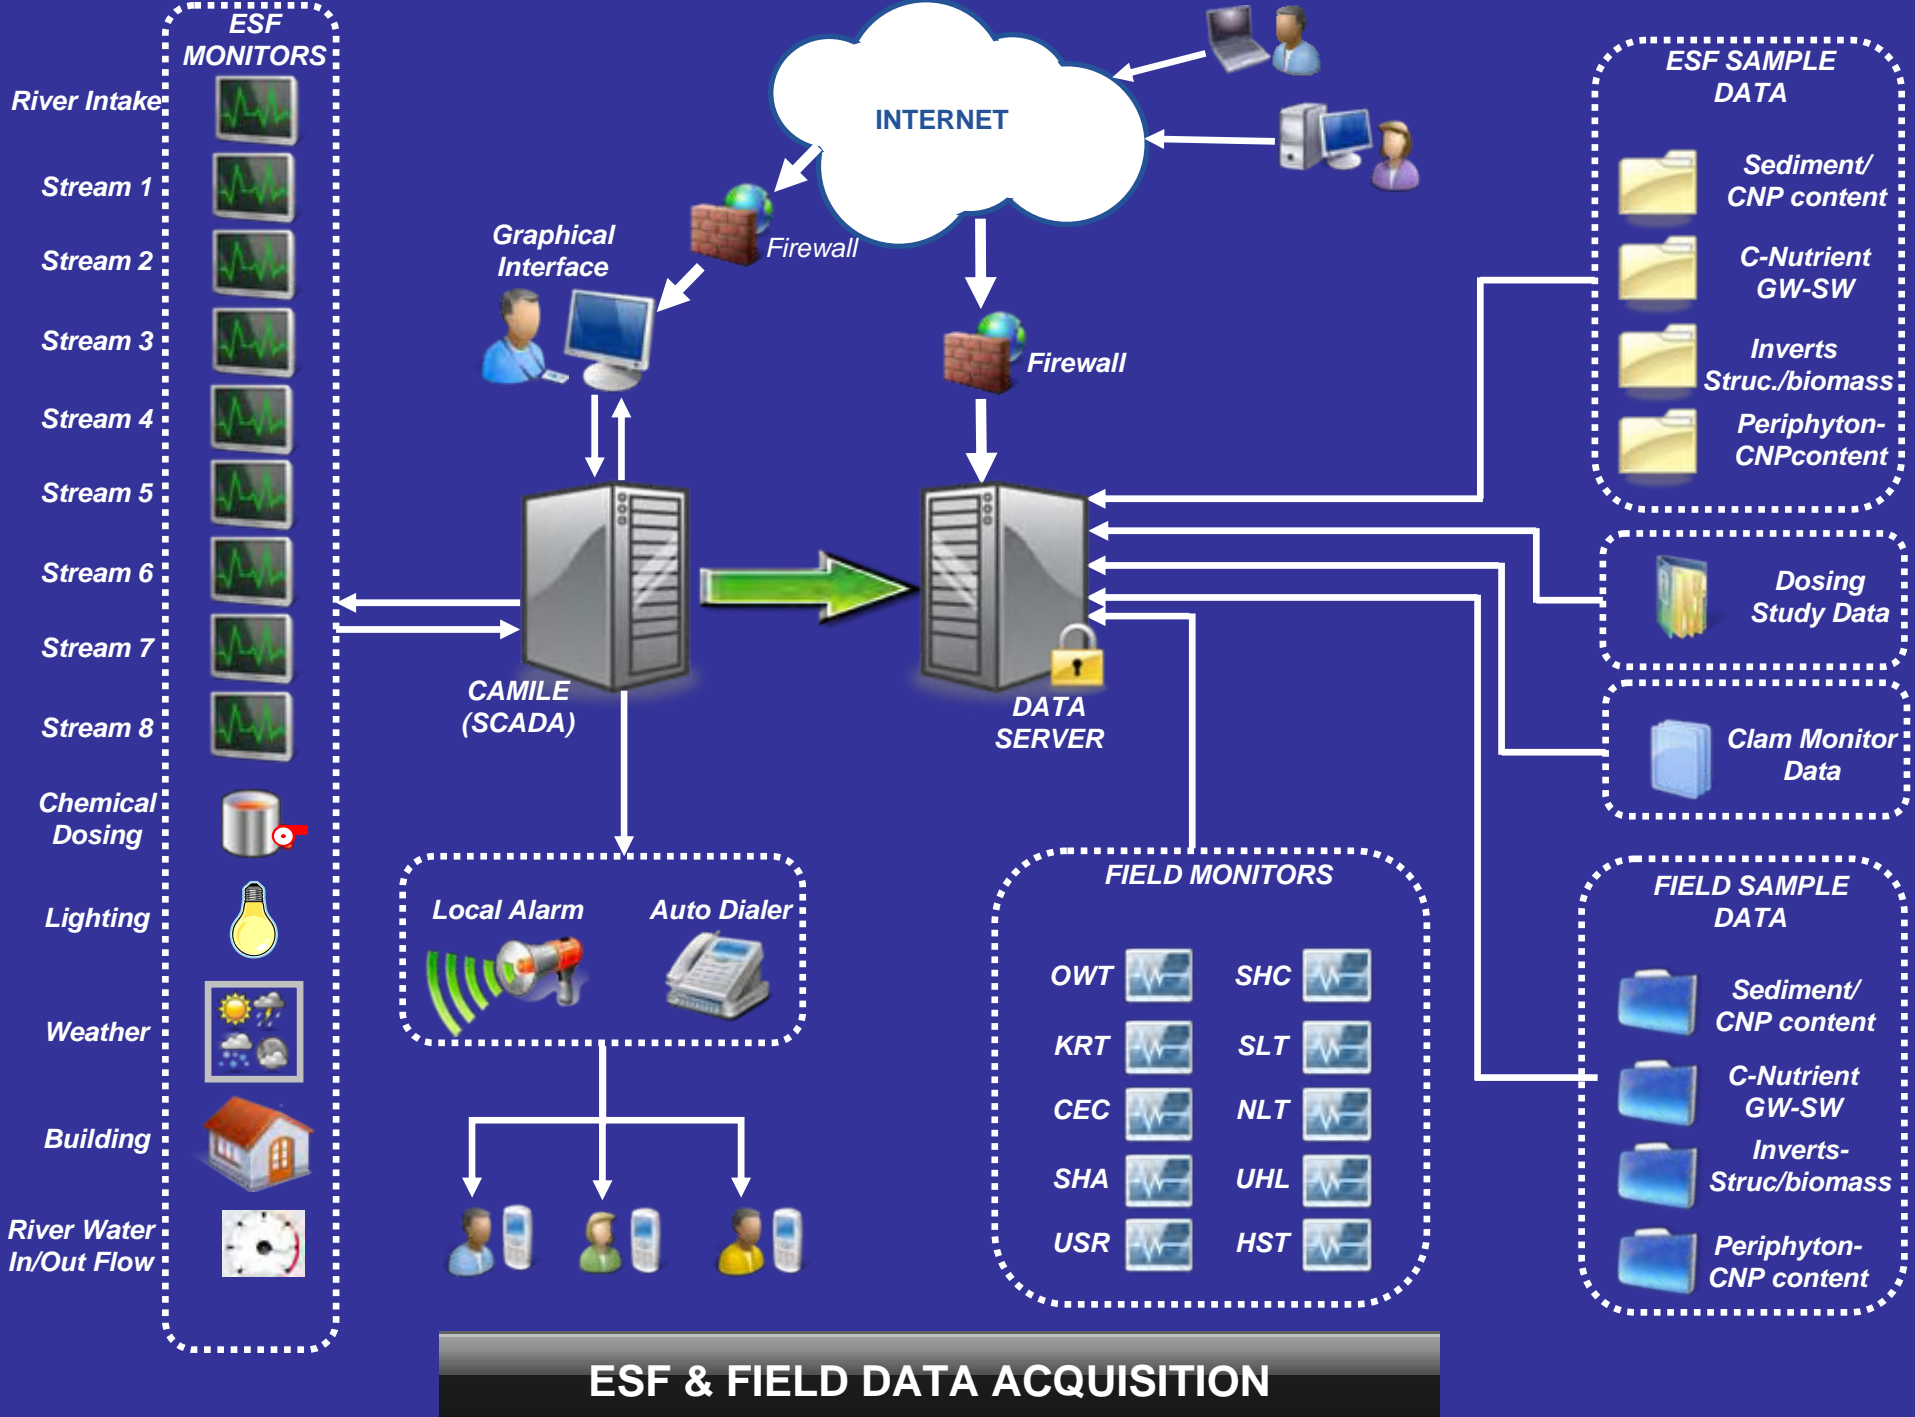 ESF
MONITORS
River Intake
Stream 1
Stream 2
Stream 3
Stream 4
Stream 5
Stream 6
Stream 7
Stream 8
Chemical
Dosing
Lighting
Weather
Building
River Water
In/Out Flow
INTERNET
Firewall
Graphical
Interface
Firewall
CAMILE
(SCADA)
DATA
SERVER
Local Alarm
Auto Dialer
FIELD MONITORS
OWT
SHC
KRT
SLT
CEC
NLT
SHA
UHL
USR
HST
ESF SAMPLE
DATA
Sediment/
CNP content
C-Nutrient
GW-SW
Inverts
Struc./biomass
Periphyton-
CNPcontent
Dosing
Study Data
Clam Monitor
Data
FIELD SAMPLE
DATA
Sediment/
CNP content
C-Nutrient
GW-SW
Inverts-
Struc/biomass
Periphyton-
CNP content
ESF & FIELD DATA ACQUISITION